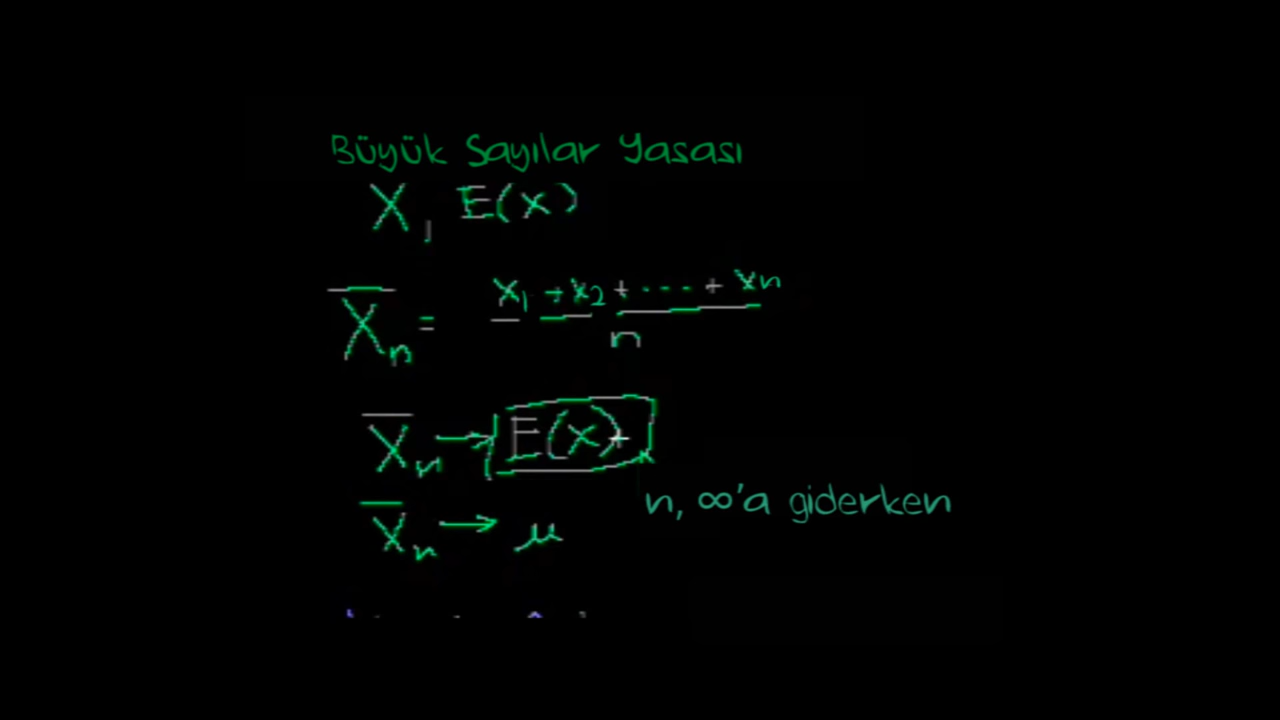 Büyük Sayılar Yasası
X, E(x)
X̅n = x1 + x2 + ... + xn
n
X̅n → E(x)
n, ∞'a giderken
X̅n → μ